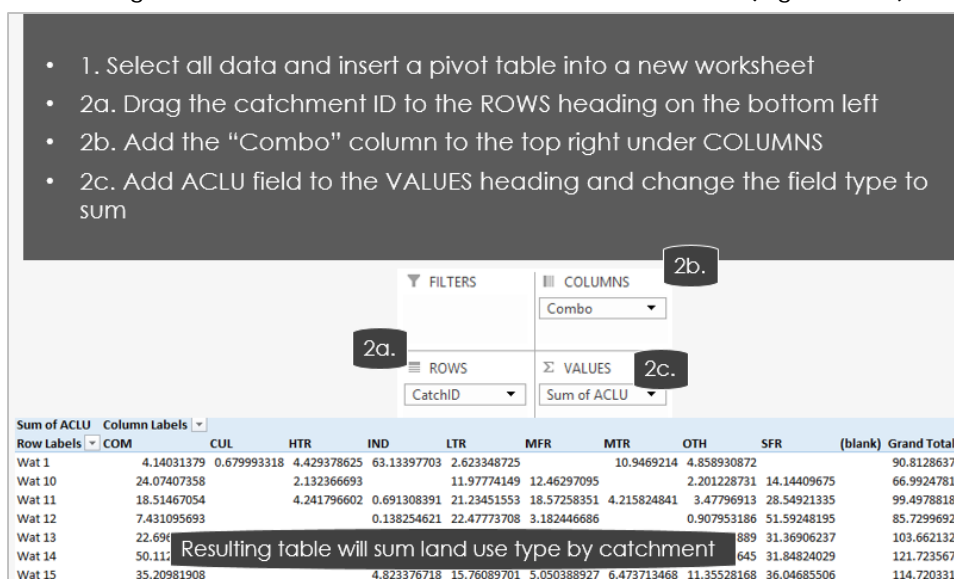 • 1. Select all data and insert a pivot table into a new worksheet
• 2a. Drag the catchment ID to the ROWS heading on the bottom left
• 2b. Add the “Combo” column to the top right under COLUMNS
• 2c. Add ACLU field to the VALUES heading and change the field type to
sum
2b.
FILTERS COLUMNS
Combo
2a.
ROWS Σ VALUES 2c.
CatchID Sum of ACLU
Sum of ACLU Column Labels
Row Labels COM CUL HTR IND LTR MFR MTR OTH SFR (blank) Grand Total
Wat 1 4.14031379 0.679993318 4.429378625 63.13397703 2.623348725 10.9469214 4.858930872 90.8128637
Wat 10 24.07407358 2.132366693 11.97774149 12.46297095 2.201228731 14.14409675 66.9924781
Wat 11 18.51467054 4.241796602 0.691308391 21.23451553 18.57258351 4.215824841 3.47796913 28.54921335 99.4978818
Wat 12 7.431095693 0.138254621 22.47773708 3.182446686 0.907953186 51.59248195 85.7299692
Wat 13 31.36906237 103.662132
Wat 14 31.84824029 121.723567
Resulting table will sum land use type by catchment
Wat 15 35.20981908 4.823376718 15.76089701 5.050388927 6.473713468 11.35528168 36.04685506 114.720331